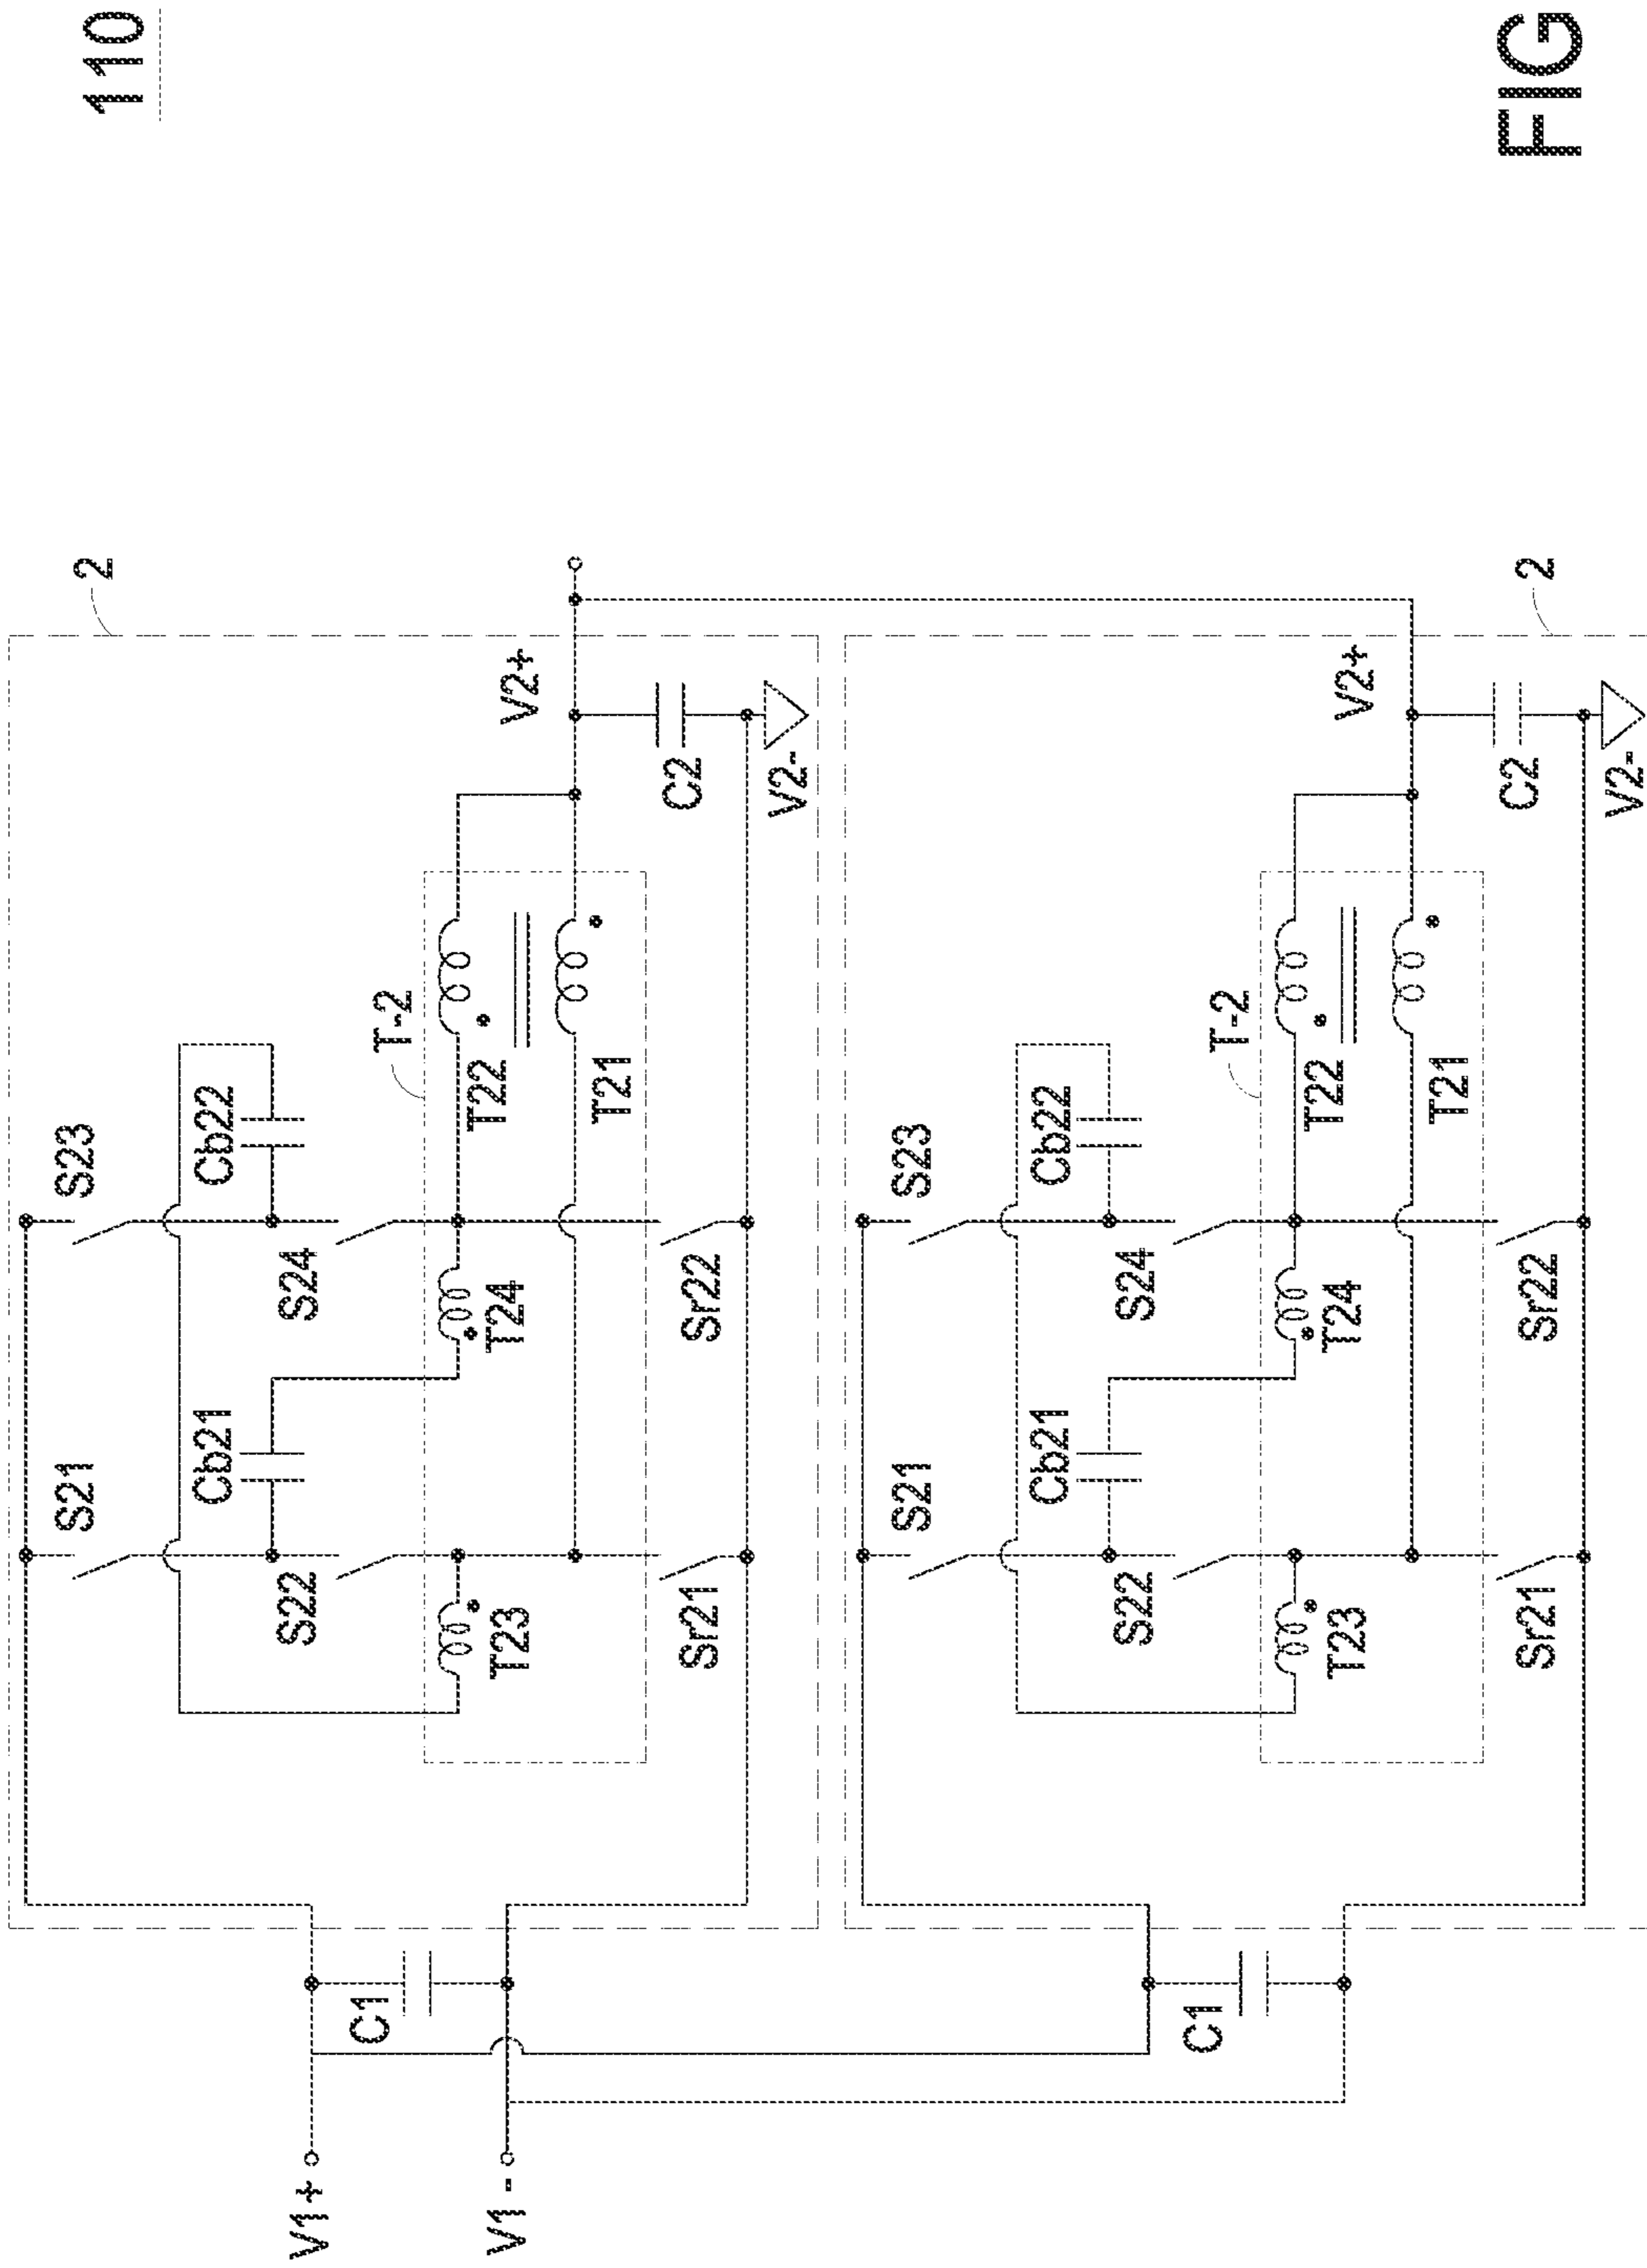 110
2
V2+
C2
V2-
T-2
T22
T21
S23
Cb22
S24
T24
Sr22
S21
Cb21
S22
T23
Sr21
C1
V1+
V1 -
2
V2+
C2
V2-
T-2
T22
T21
S23
Cb22
S24
T24
Sr22
S21
Cb21
S22
T23
Sr21
C1
FIG